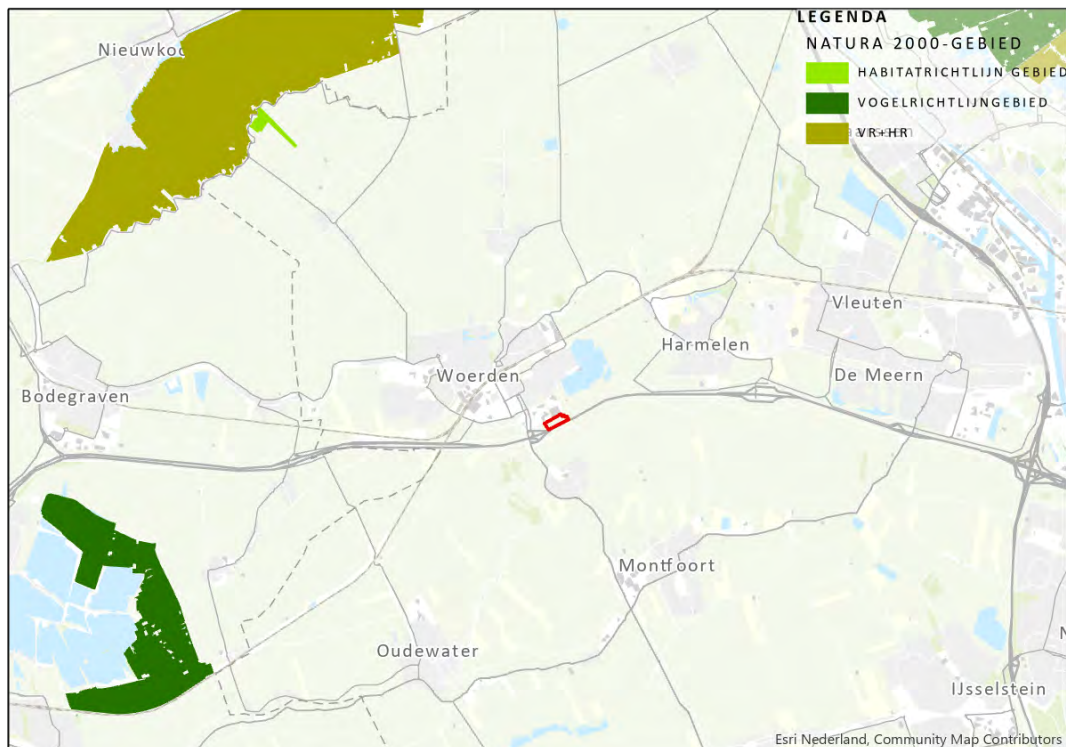 LEGENDA
NATURA 2000-GEBIED
HABITATRICHTLIJN GEBIED
VOGELRICHTLIJNGEBIED
VR+HR
Nieuwkoo
Vleuten
Harmelen
Woerden
De Meern
Bodegraven
Montfoort
Oudewater
IJsselstein
Esri Nederland, Community Map Contributors